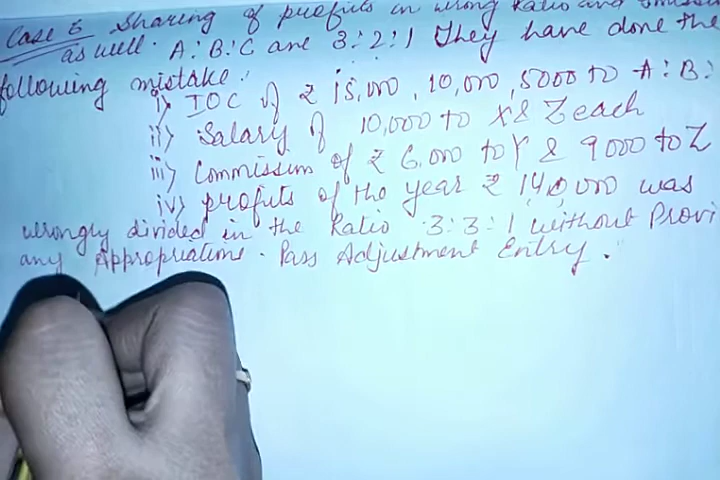 Case 6 Sharing of profits in wrong Ratio and
as well. A:B:C are 3:2:1 They have done the
following mistake:
i) IOC of ₹ 15,000, 10,000, 5000 to A:B:
ii) Salary of 10,000 to X & Z each
iii) Commission of ₹ 6,000 to Y & 9000 to Z
iv) profits of the year ₹ 140,000 was
wrongly divided in the Ratio 3:3:1 without Provi
any Appropriations. Pass Adjustment Entry.